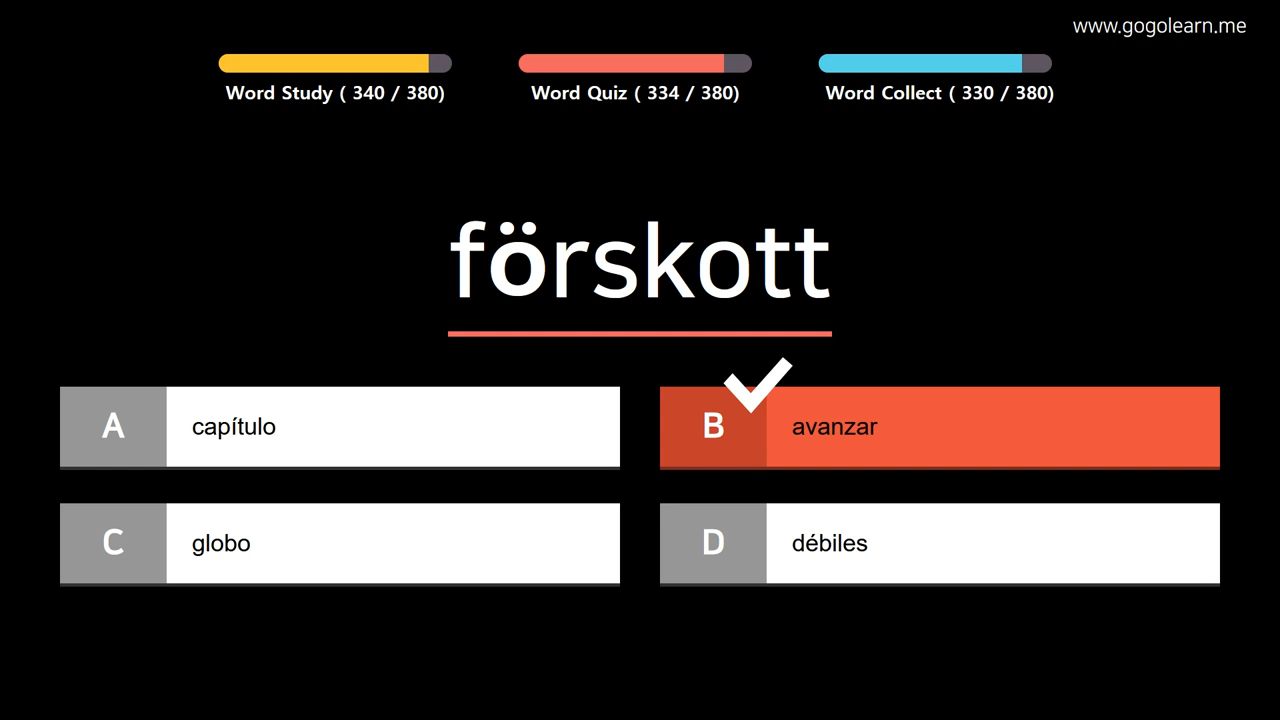 www.gogolearn.me
Word Study ( 340 / 380)
Word Quiz ( 334 / 380)
Word Collect ( 330 / 380)
förskott
A capítulo
B avanzar
C globo
D débiles